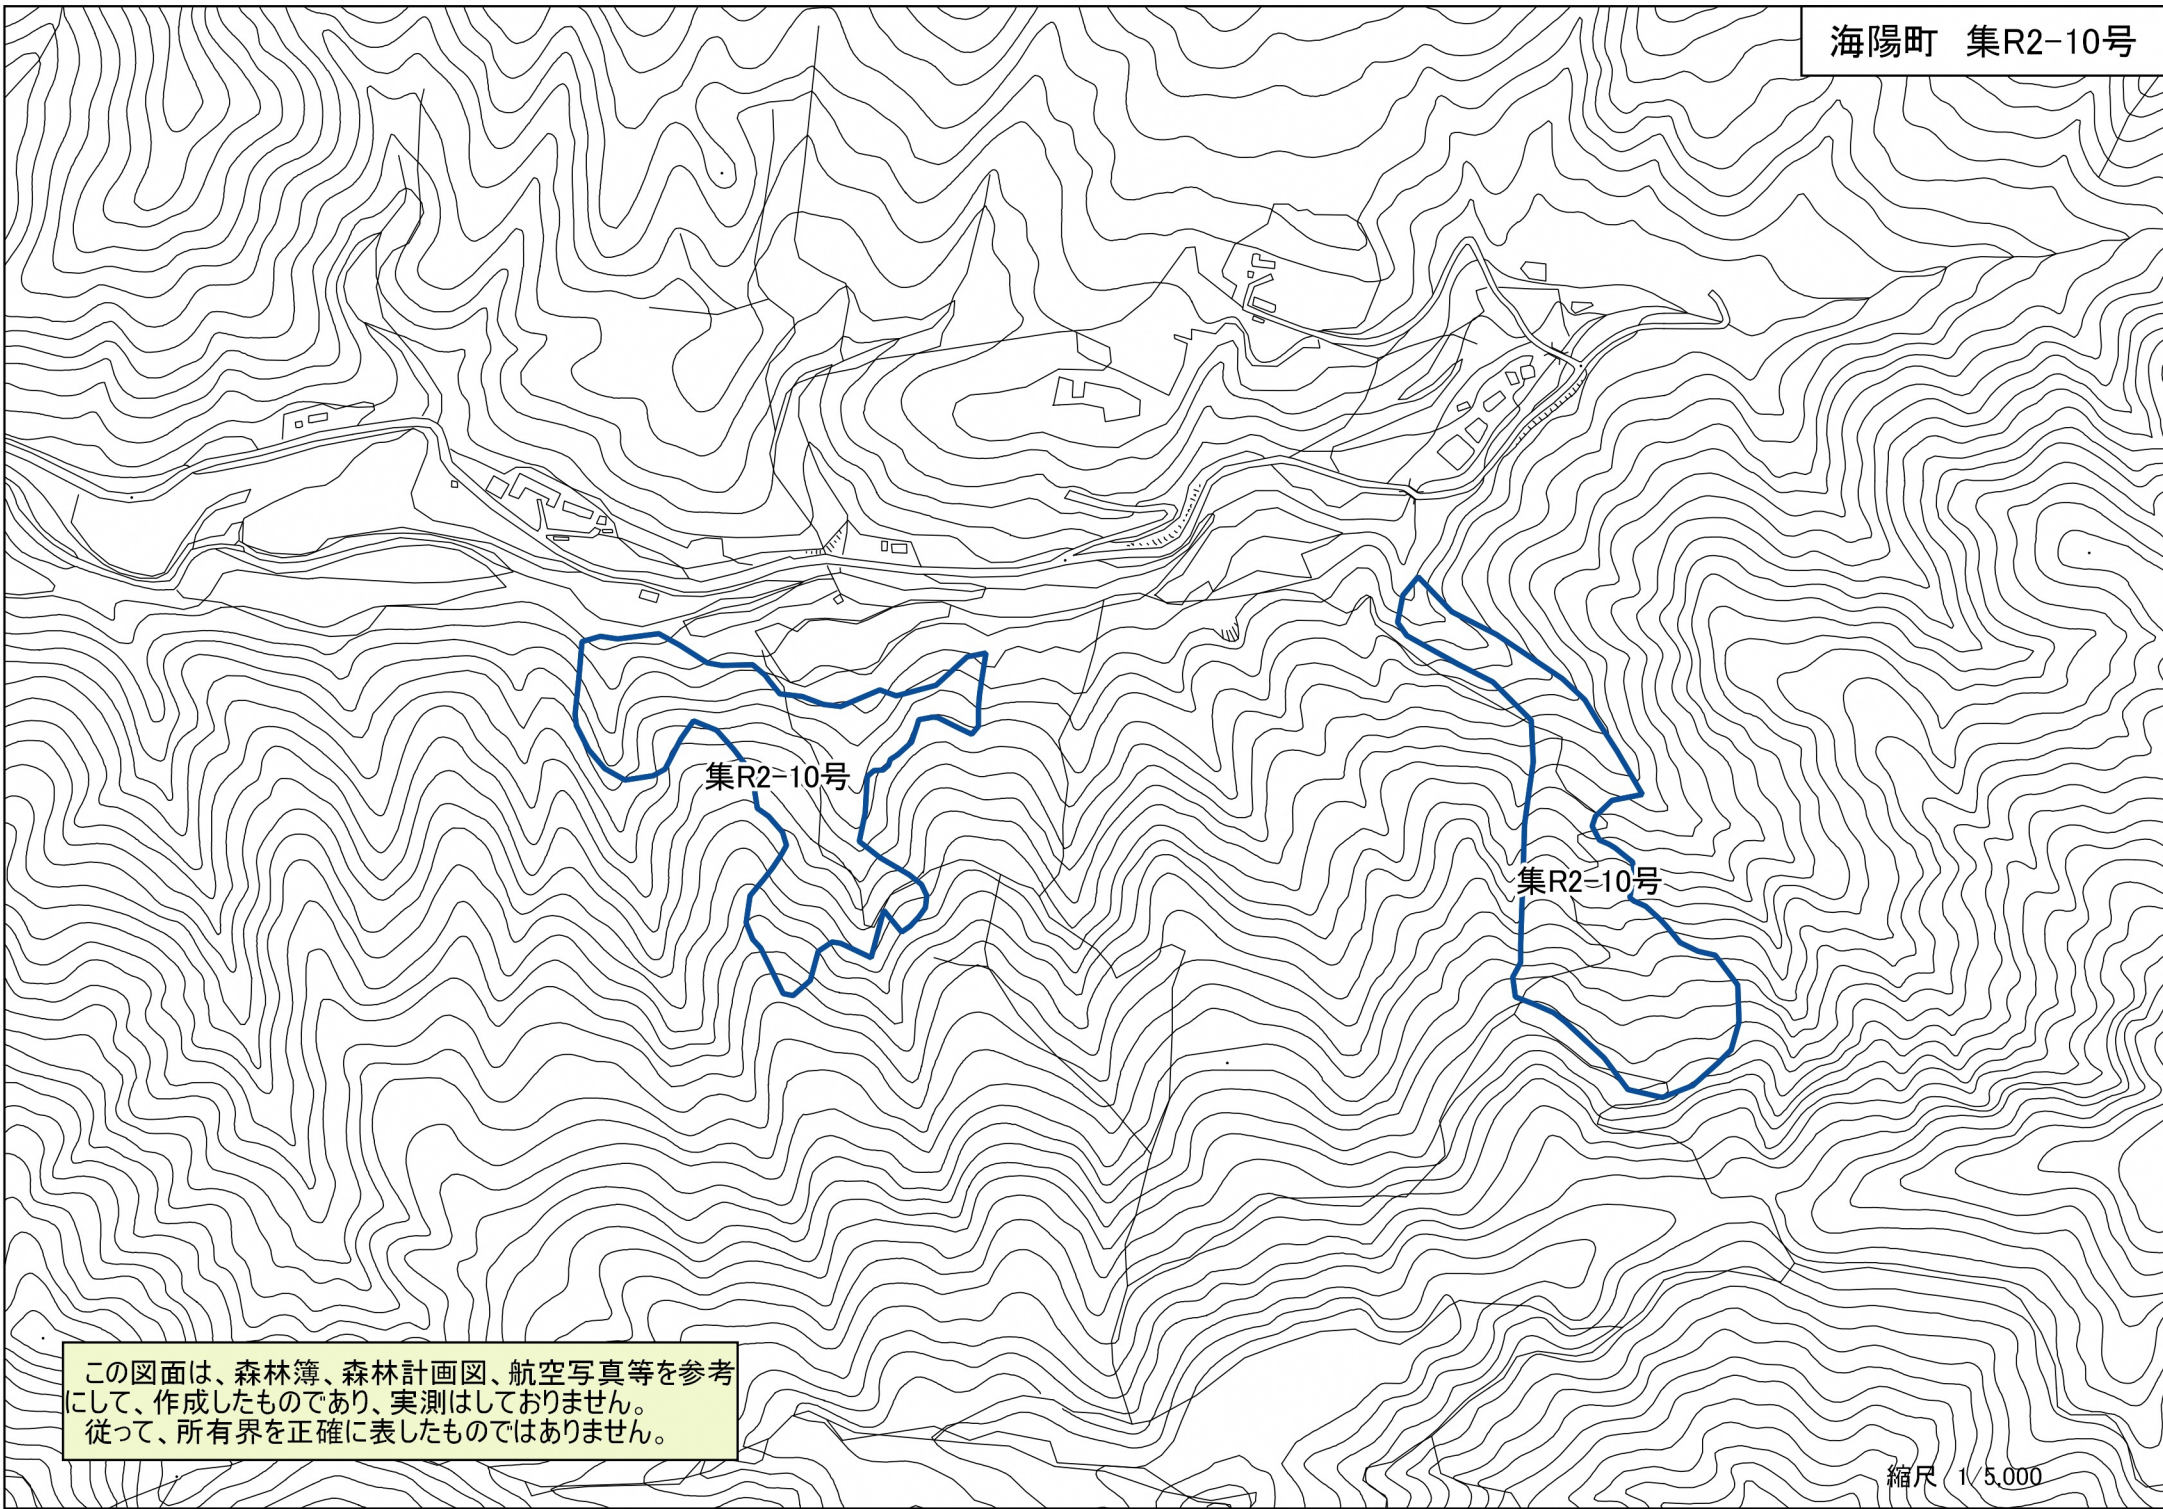 海陽町　集R2-10号
集R2-10号
集R2-10号
この図面は、森林簿、森林計画図、航空写真等を参考
にして、作成したものであり、実測はしておりません。
従って、所有界を正確に表したものではありません。
縮尺　1/5,000